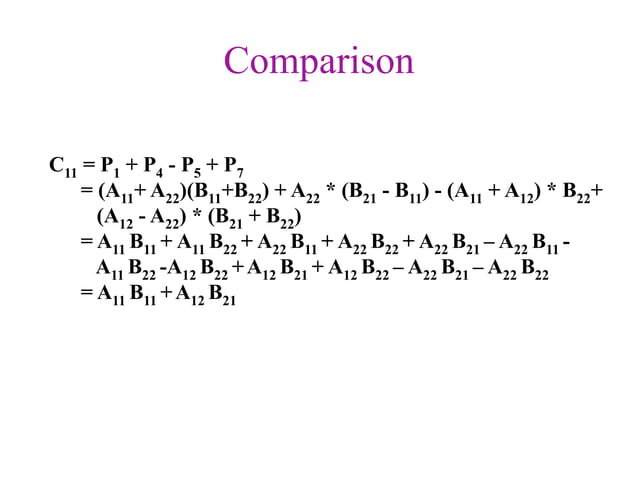 Comparison
C₁₁ = P₁ + P₄ - P₅ + P₇
= (A₁₁+ A₂₂)(B₁₁+B₂₂) + A₂₂ * (B₂₁ - B₁₁) - (A₁₁ + A₁₂) * B₂₂+
(A₁₂ - A₂₂) * (B₂₁ + B₂₂)
= A₁₁ B₁₁ + A₁₁ B₂₂ + A₂₂ B₁₁ + A₂₂ B₂₂ + A₂₂ B₂₁ – A₂₂ B₁₁ -
A₁₁ B₂₂ -A₁₂ B₂₂ + A₁₂ B₂₁ + A₁₂ B₂₂ – A₂₂ B₂₁ – A₂₂ B₂₂
= A₁₁ B₁₁ + A₁₂ B₂₁